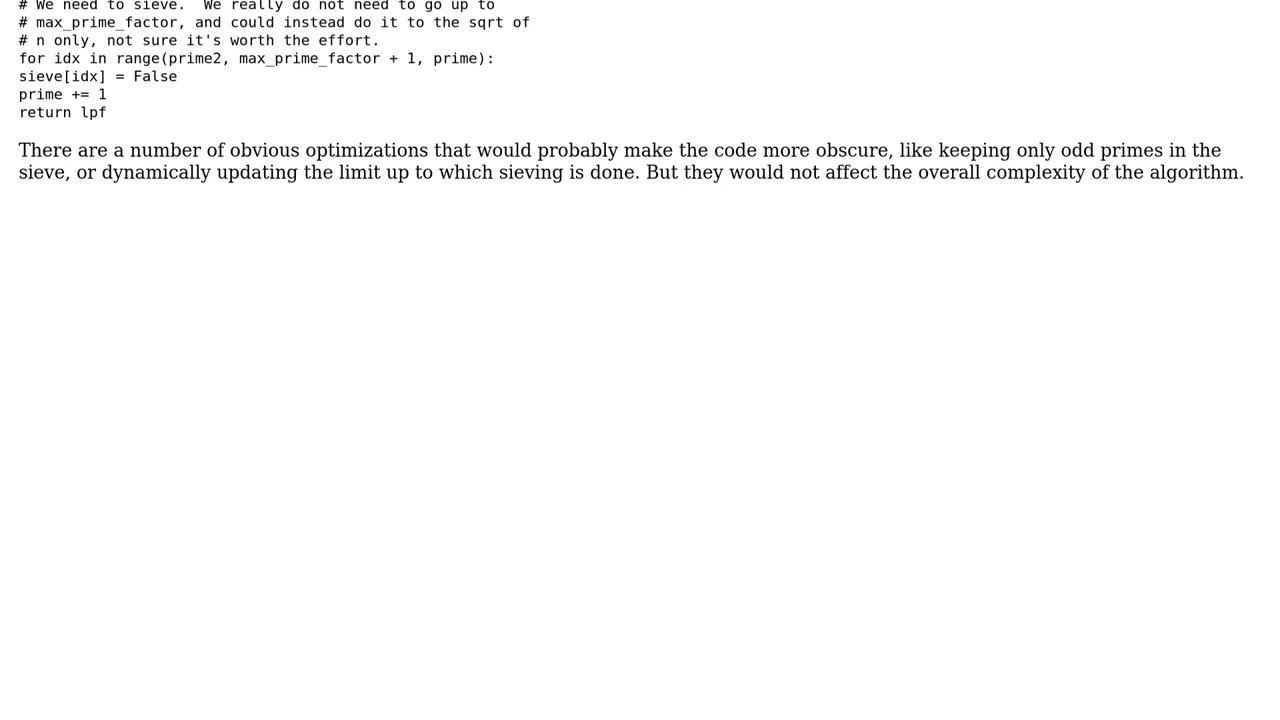 # We need to sieve.  We really do not need to go up to
# max_prime_factor, and could instead do it to the sqrt of
# n only, not sure it's worth the effort.
for idx in range(prime2, max_prime_factor + 1, prime):
sieve[idx] = False
prime += 1
return lpf
There are a number of obvious optimizations that would probably make the code more obscure, like keeping only odd primes in the
sieve, or dynamically updating the limit up to which sieving is done. But they would not affect the overall complexity of the algorithm.